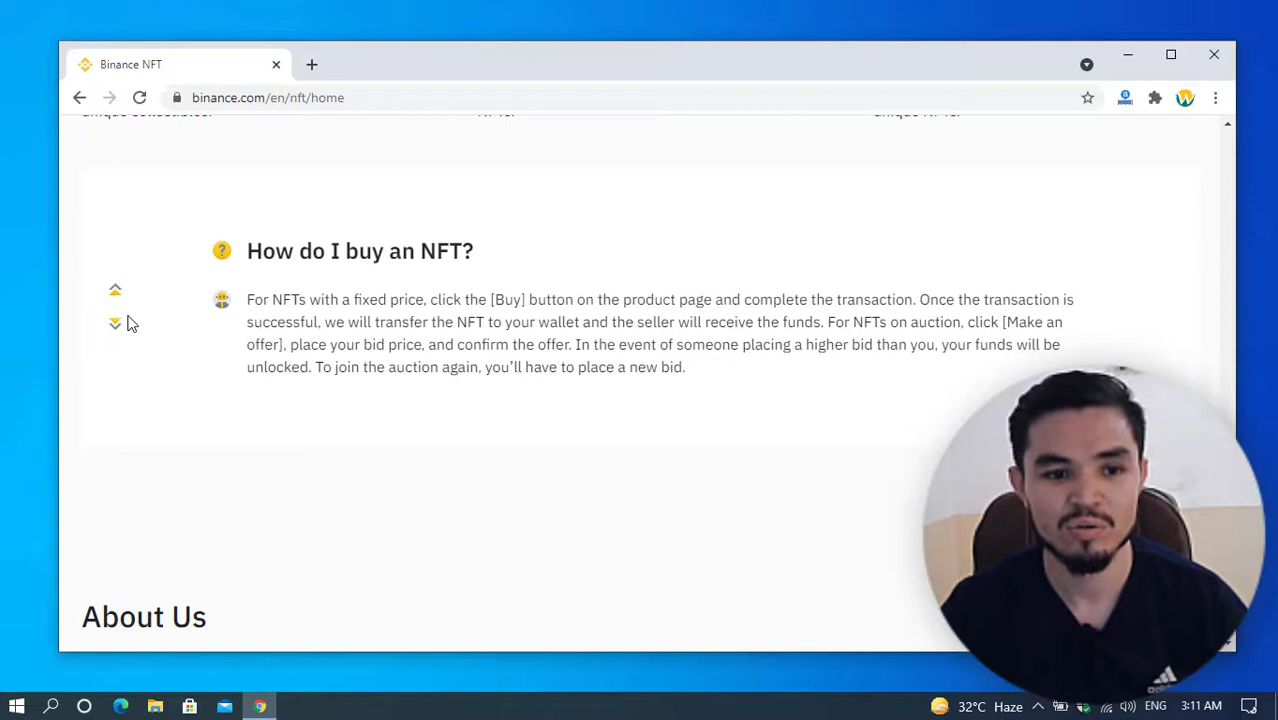 Binance NFT
binance.com/en/nft/home
How do I buy an NFT?
For NFTs with a fixed price, click the [Buy] button on the product page and complete the transaction. Once the transaction is
successful, we will transfer the NFT to your wallet and the seller will receive the funds. For NFTs on auction, click [Make an
offer], place your bid price, and confirm the offer. In the event of someone placing a higher bid than you, your funds will be
unlocked. To join the auction again, you’ll have to place a new bid.
About Us
32°C Haze ENG 3:11 AM